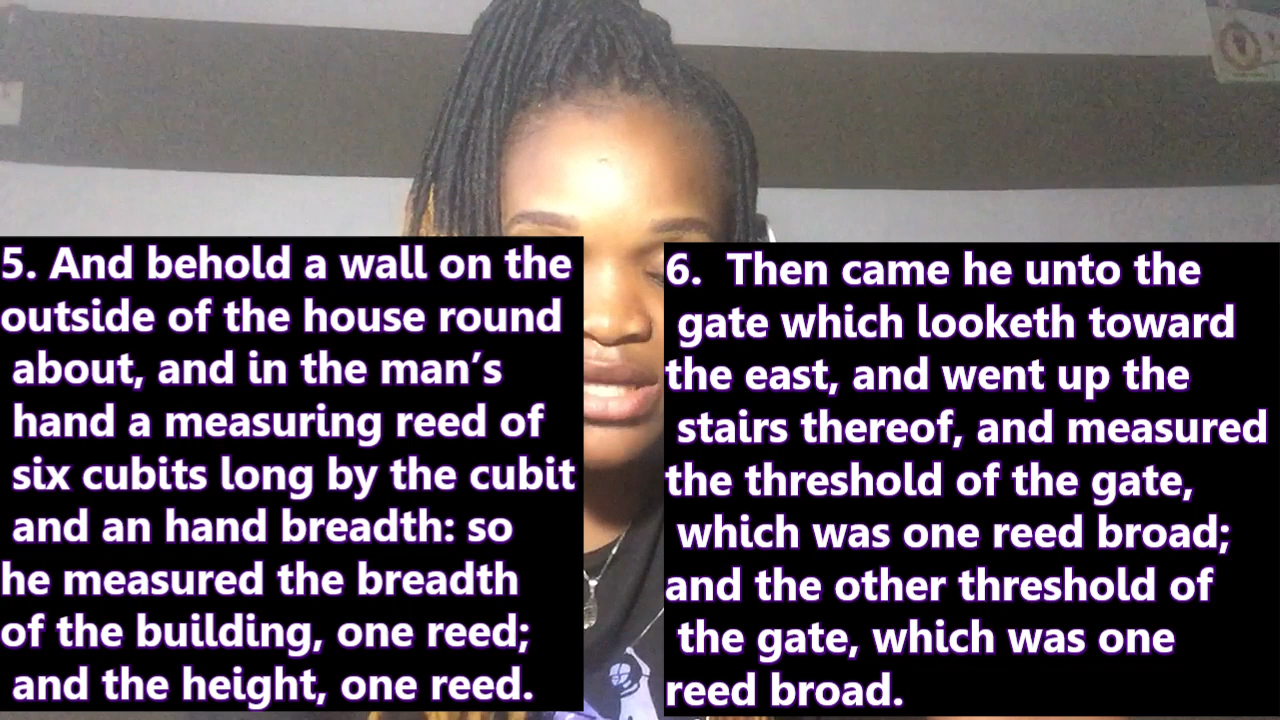 5. And behold a wall on the
outside of the house round
about, and in the man’s
hand a measuring reed of
six cubits long by the cubit
and an hand breadth: so
he measured the breadth
of the building, one reed;
and the height, one reed.
6. Then came he unto the
gate which looketh toward
the east, and went up the
stairs thereof, and measured
the threshold of the gate,
which was one reed broad;
and the other threshold of
the gate, which was one
reed broad.